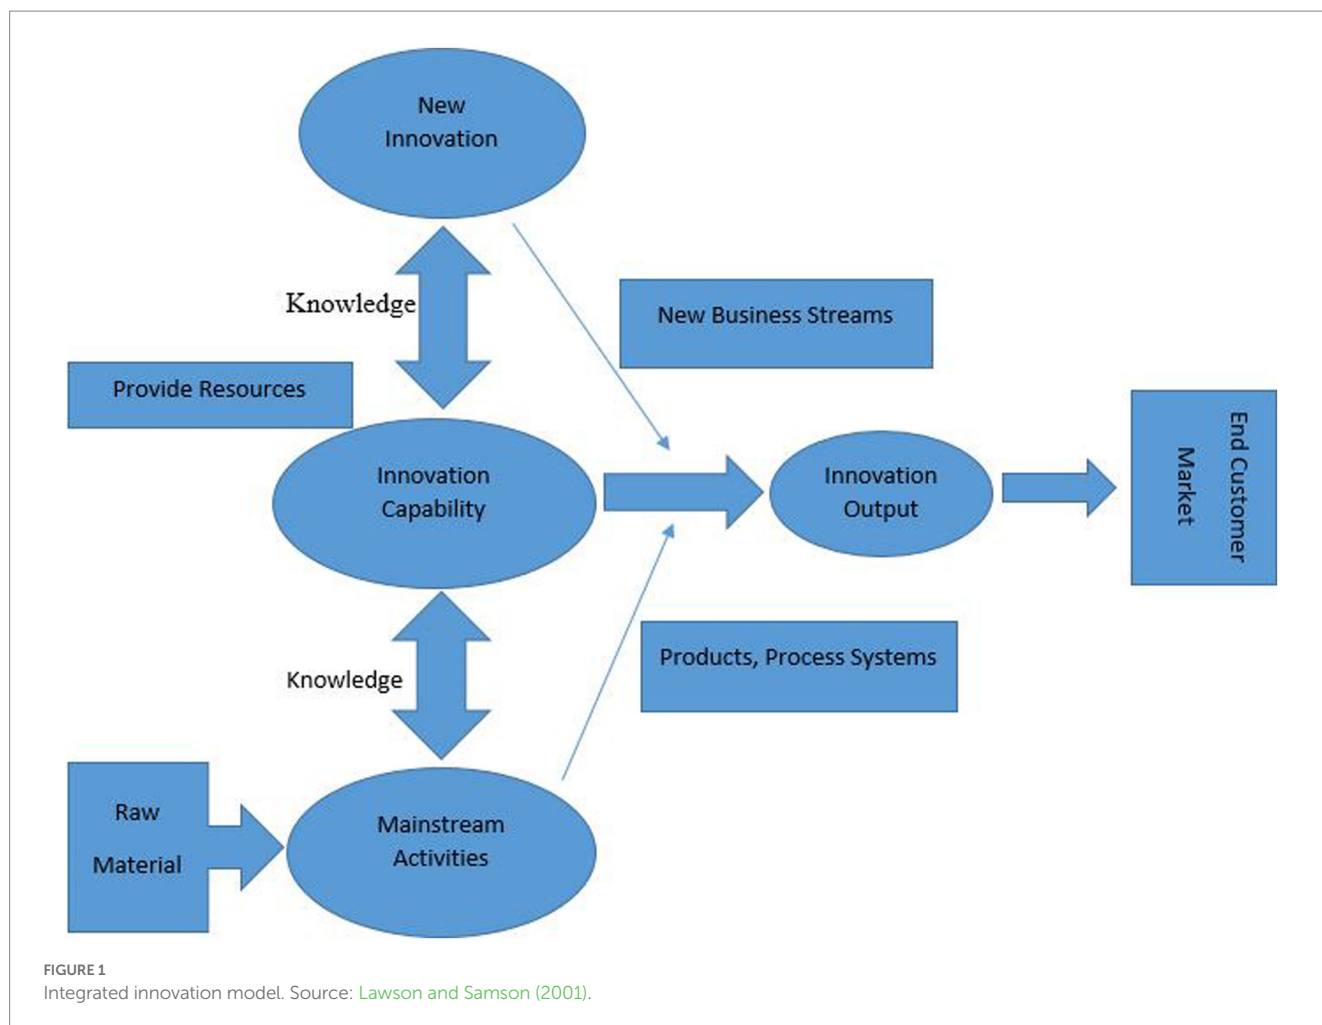 New
Innovation
Knowledge
New Business Streams
Provide Resources
Innovation
Capability
Innovation
Output
End Customer
Market
Knowledge
Products, Process Systems
Raw
Material
Mainstream
Activities
FIGURE 1
Integrated innovation model. Source: Lawson and Samson (2001).